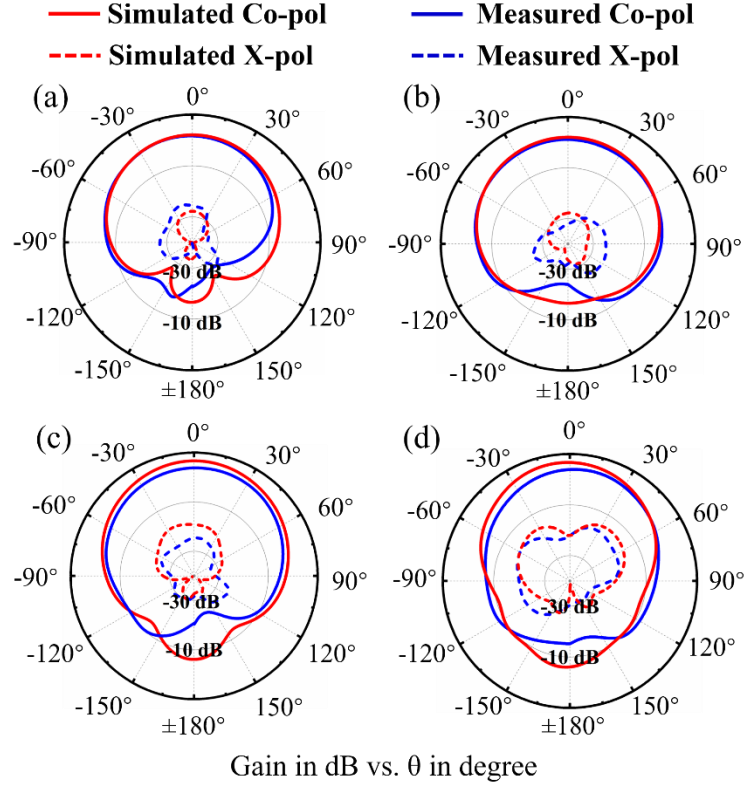 Simulated Co-pol Measured Co-pol
Simulated X-pol Measured X-pol
(a) 0° (b) 0°
-30° 30° -30° 30°
-60° 60° -60° 60°
-90° 90° -90° 90°
-30 dB -30 dB
-120° -10 dB 120° -120° -10 dB 120°
-150° 150° -150° 150°
±180° ±180°
(c) 0° (d) 0°
-30° 30° -30° 30°
-60° 60° -60° 60°
-90° 90° -90° 90°
-30 dB -30 dB
-120° -10 dB 120° -120° -10 dB 120°
-150° 150° -150° 150°
±180° ±180°
Gain in dB vs. θ in degree